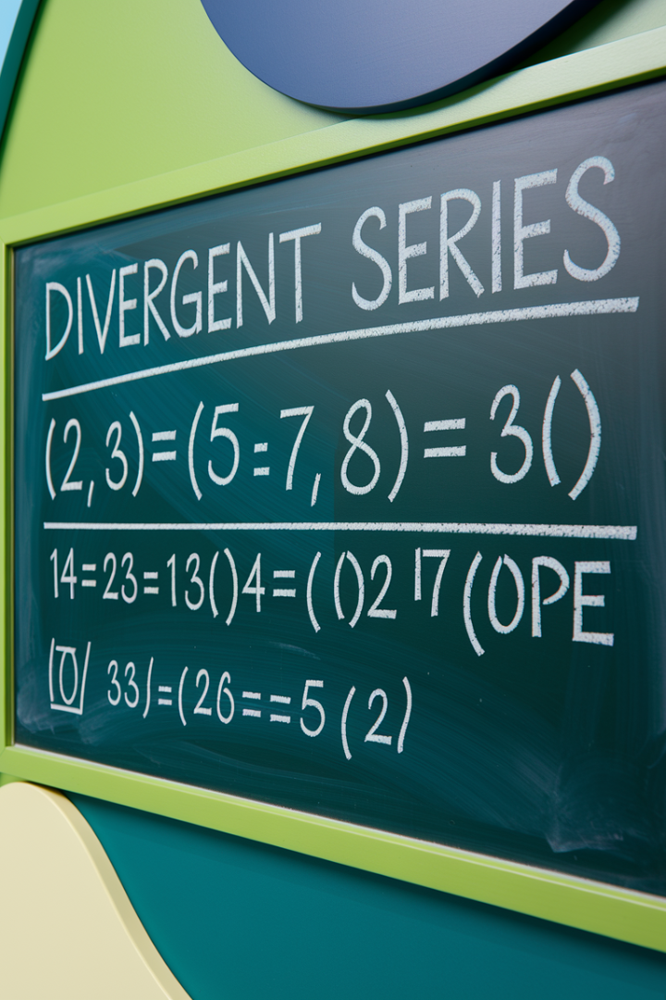 DIVERGENT SERIES
(2,3)=(5=7,8)=3()
14=23=13()4=(()2 17 (OPE
33)=(26==5(2)